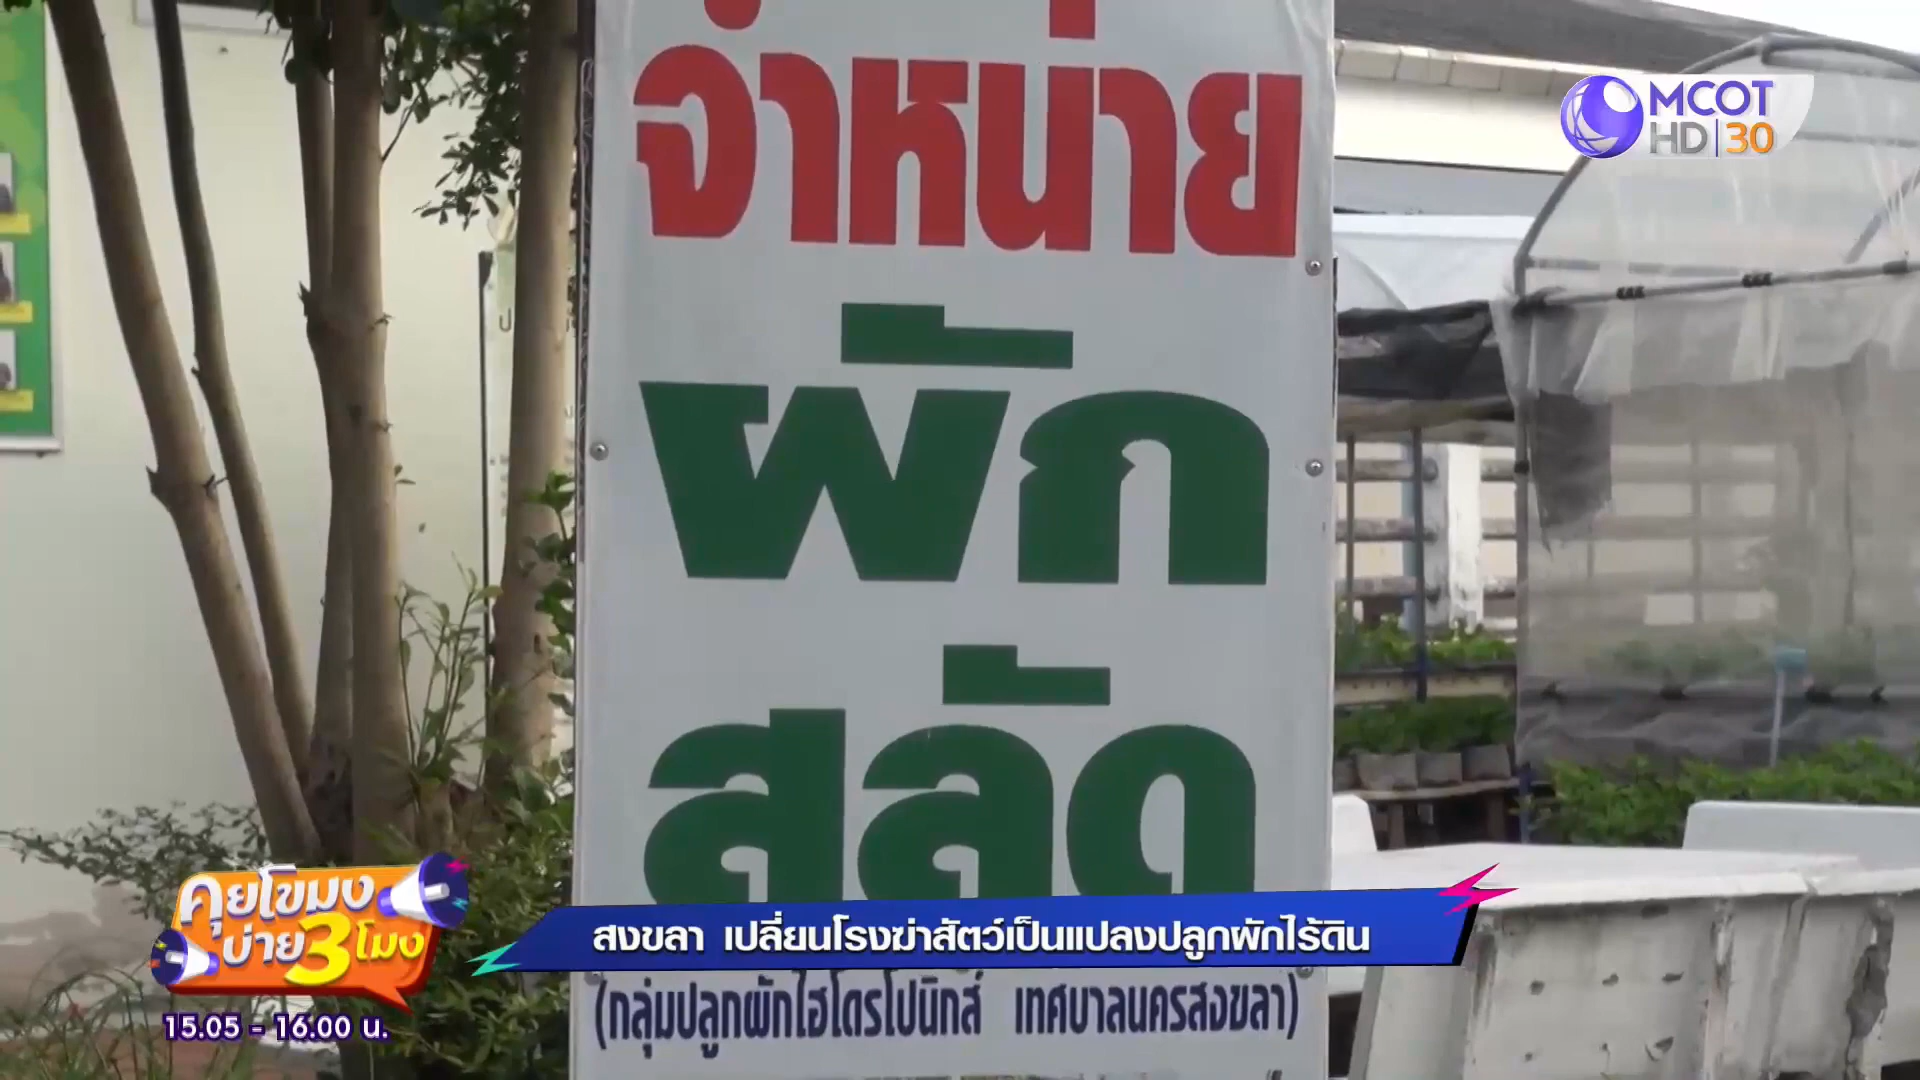 จำหน่าย
MCOT
HD 30
ผัก
สลัด
คุยโขมง
บ่าย 3 โมง
15.05 - 16.00 น.
สงขลา เปลี่ยนโรงฆ่าสัตว์เป็นแปลงปลูกผักไร้ดิน
(กลุ่มปลูกผักไฮโดรโปนิกส์ เทศบาลนครสงขลา)